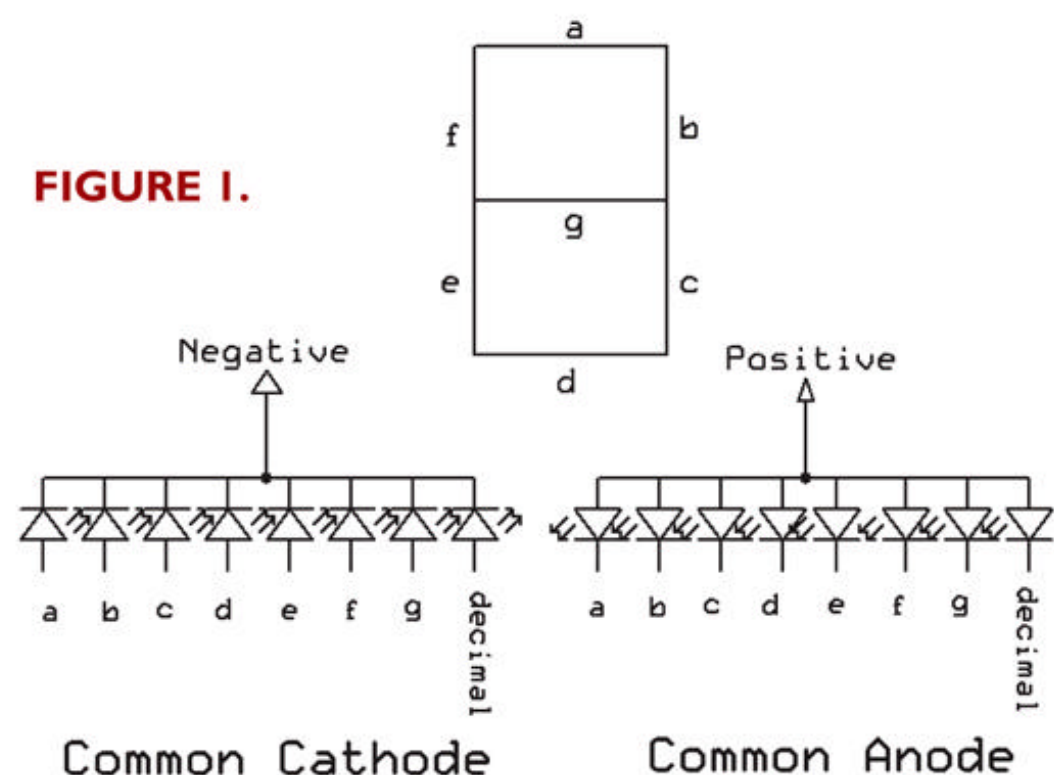 a
f
b
FIGURE 1.
g
e
c
Negative
Positive
d
a b c d e f g decimal
a b c d e f g decimal
Common Cathode
Common Anode